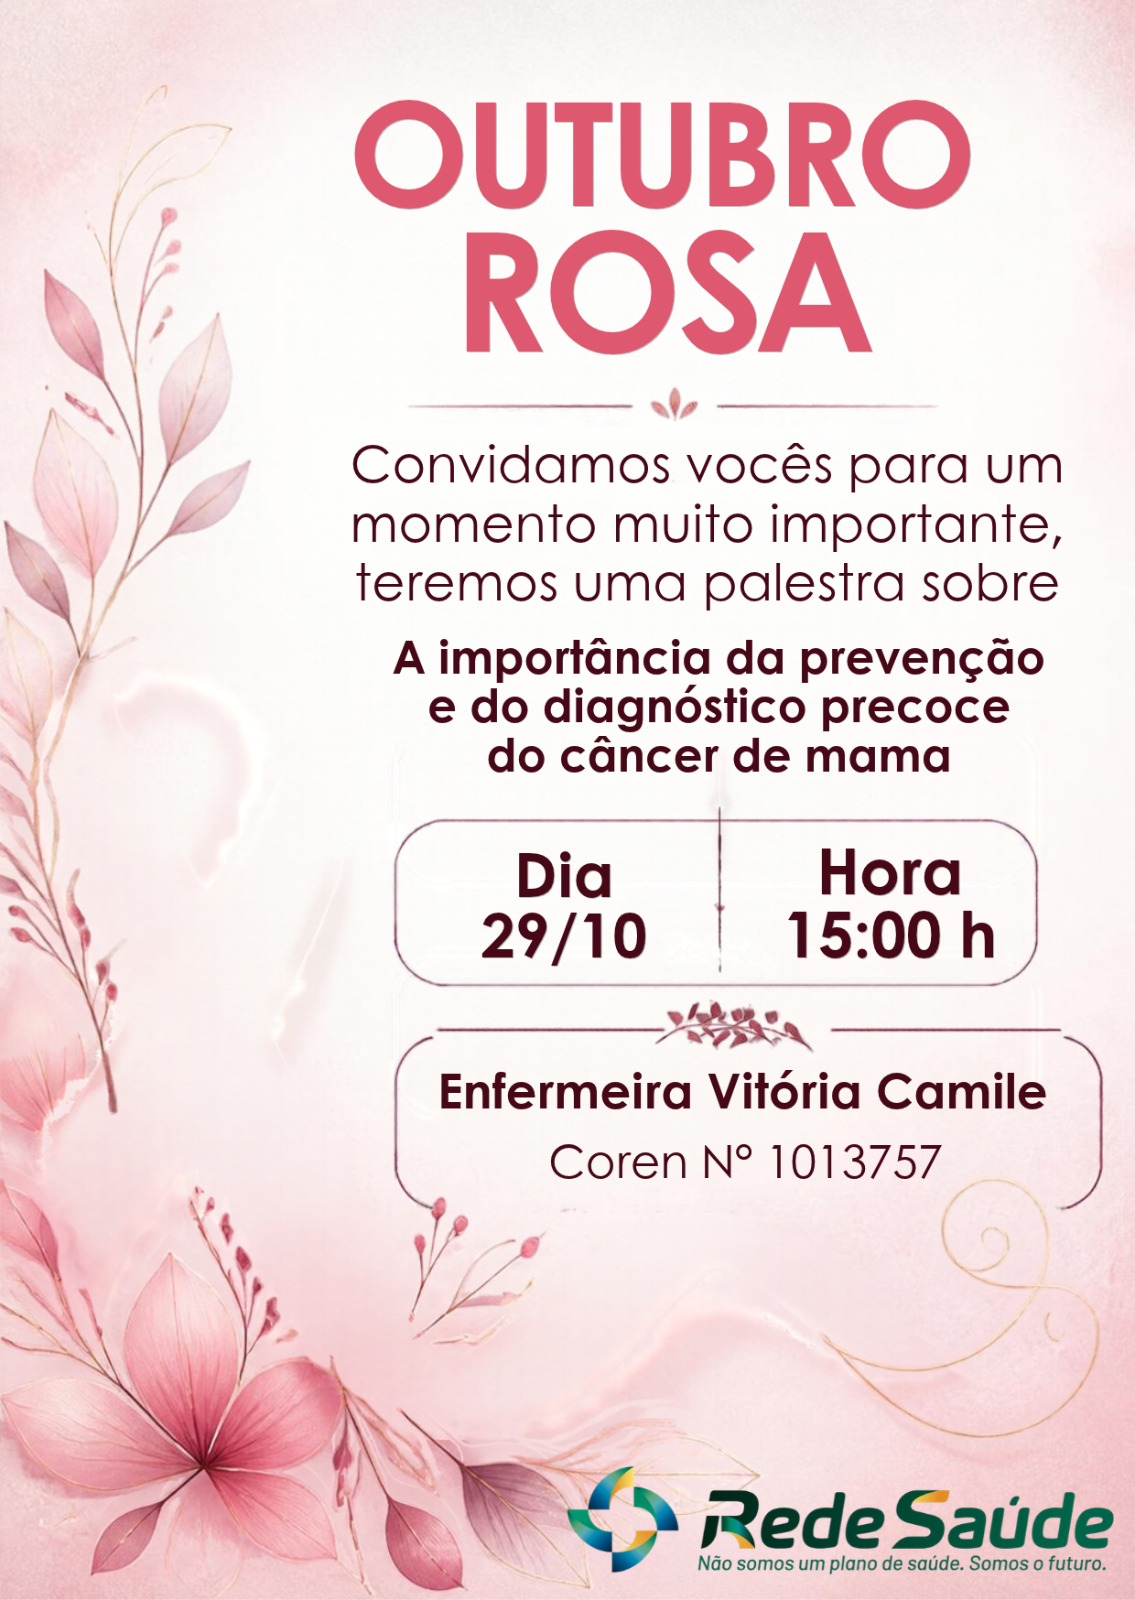 OUTUBRO
ROSA
Convidamos vocês para um
momento muito importante,
teremos uma palestra sobre
A importância da prevenção
e do diagnóstico precoce
do câncer de mama
Dia
29/10
Hora
15:00 h
Enfermeira Vitória Camile
Coren N° 1013757
Rede Saúde
Não somos um plano de saúde. Somos o futuro.